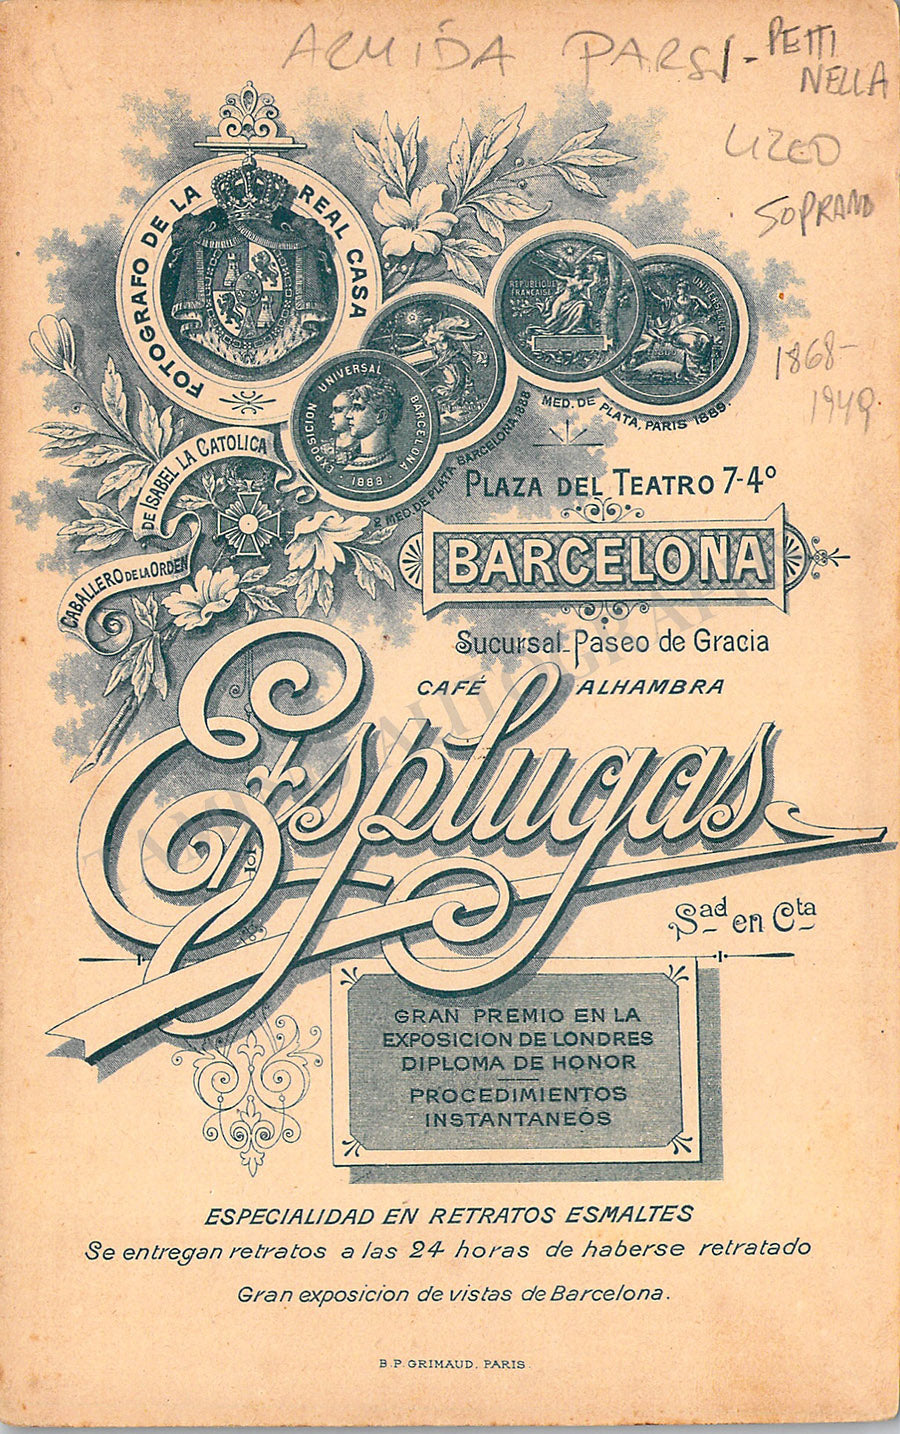 ARMIDA PARSI - PETTI
NELLA
LICEO
SOPRANO
1868-
1949.
FOTOGRAFO DE LA REAL CASA
REPUBLIQUE
FRANÇAISE
UNIVERSELLE
EXPOSICION UNIVERSAL BARCELONA
1888
2 MED. DE PLATA BARCELONA 1888
MED. DE PLATA, PARIS 1889.
CABALLERO DE LA ORDEN
DE ISABEL LA CATOLICA
PLAZA DEL TEATRO 7-4º
BARCELONA
Sucursal_Paseo de Gracia
CAFÉ ALHAMBRA
Esplugas
Sad en Cta
TAMINO AUTOGRAPHS
GRAN PREMIO EN LA
EXPOSICION DE LONDRES
DIPLOMA DE HONOR
PROCEDIMIENTOS
INSTANTANEOS
ESPECIALIDAD EN RETRATOS ESMALTES
Se entregan retratos a las 24 horas de haberse retratado
Gran exposicion de vistas de Barcelona.
B.P. GRIMAUD, PARIS.